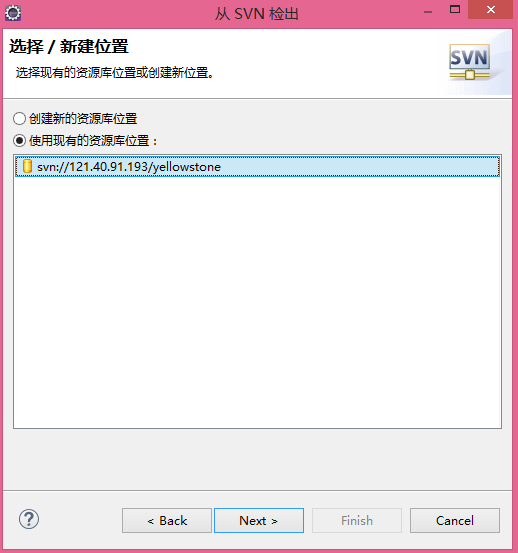 从 SVN 检出
选择 / 新建位置
选择现有的资源库位置或创建新位置。
SVN
创建新的资源库位置
使用现有的资源库位置：
svn://121.40.91.193/yellowstone
?
< Back
Next >
Finish
Cancel